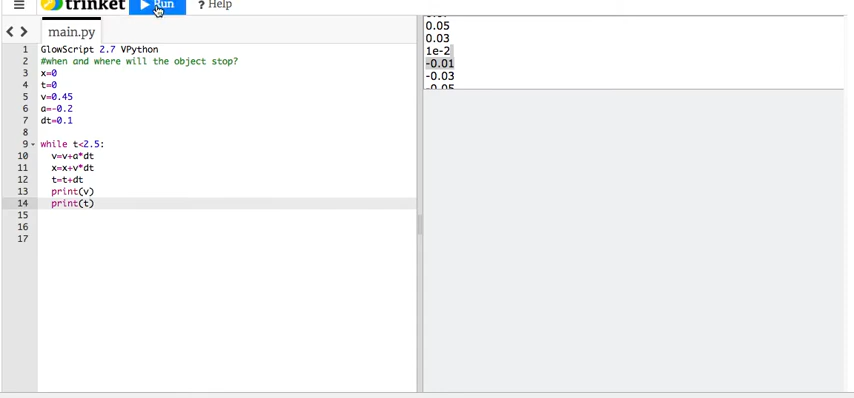 trinket Run ? Help
main.py
1 GlowScript 2.7 VPython
2 #when and where will the object stop?
3 x=0
4 t=0
5 v=0.45
6 a=-0.2
7 dt=0.1
8
9 while t<2.5:
10 v=v+a*dt
11 x=x+v*dt
12 t=t+dt
13 print(v)
14 print(t)
15
16
17
0.05
0.03
1e-2
-0.01
-0.03
-0.05